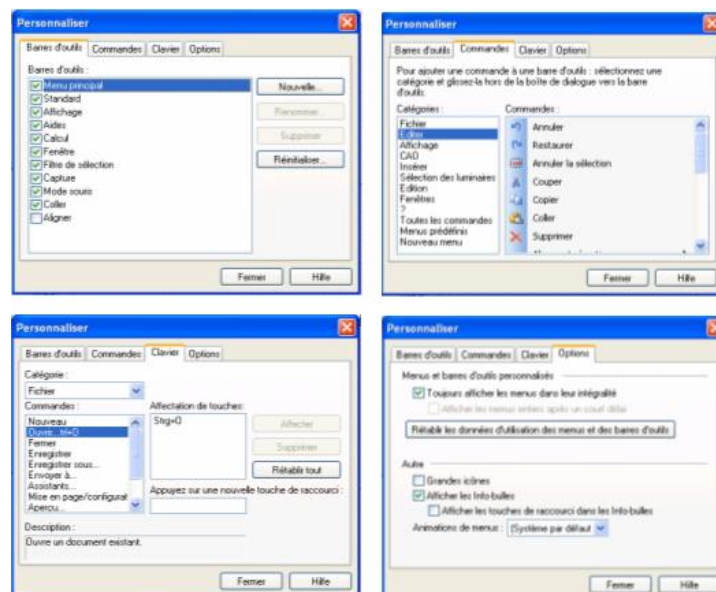 Personnaliser
Barres d'outils Commandes Clavier Options
Barres d'outils :
Menu principal
Standard
Affichage
Aides
Calcul
Fenêtre
Filtre de sélection
Capture
Mode souris
Coller
Aligner
Nouvelle...
Renommer...
Supprimer
Réinitialiser...
Fermer Hilfe
Personnaliser
Barres d'outils Commandes Clavier Options
Pour ajouter une commande à une barre d'outils : sélectionnez une
catégorie et glissez-la hors de la boîte de dialogue vers la barre
d'outils.
Catégories : Commandes :
Fichier
Editer
Affichage
CAO
Insérer
Sélection des luminaires
Edition
Fenêtres
?
Toutes les commandes
Menus prédéfinis
Nouveau menu
Annuler
Restaurer
Annuler la sélection
Couper
Copier
Coller
Supprimer
Fermer Hilfe
Personnaliser
Barres d'outils Commandes Clavier Options
Catégorie :
Fichier
Commandes : Affectation de touches:
Nouveau
Ouvrir...trl+O
Fermer
Enregistrer
Enregistrer sous...
Envoyer à...
Assistants...
Mise en page/configurat
Aperçu...
Strg+O
Affecter
Supprimer
Rétablir tout
Appuyez sur une nouvelle touche de raccourci :
Description :
Ouvre un document existant.
Fermer Hilfe
Personnaliser
Barres d'outils Commandes Clavier Options
Menus et barres d'outils personnalisés
Toujours afficher les menus dans leur intégralité
Afficher les menus entiers après un court délai
Rétablir les données d'utilisation des menus et des barres d'outils
Autre
Grandes icônes
Afficher les Info-bulles
Afficher les touches de raccourci dans les Info-bulles
Animations de menus : (Système par défaut
Fermer Hilfe